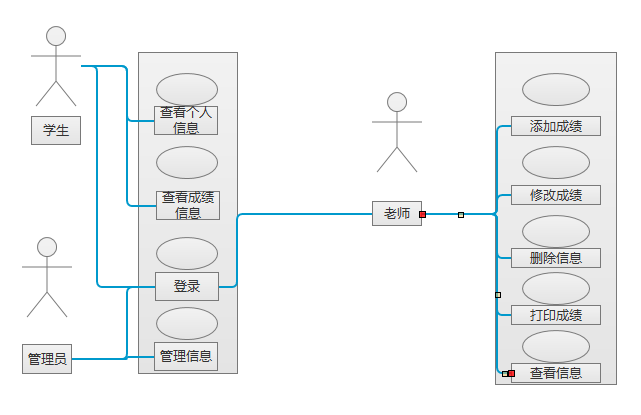 学生
管理员
查看个人
信息
查看成绩
信息
登录
管理信息
老师
添加成绩
修改成绩
删除信息
打印成绩
查看信息